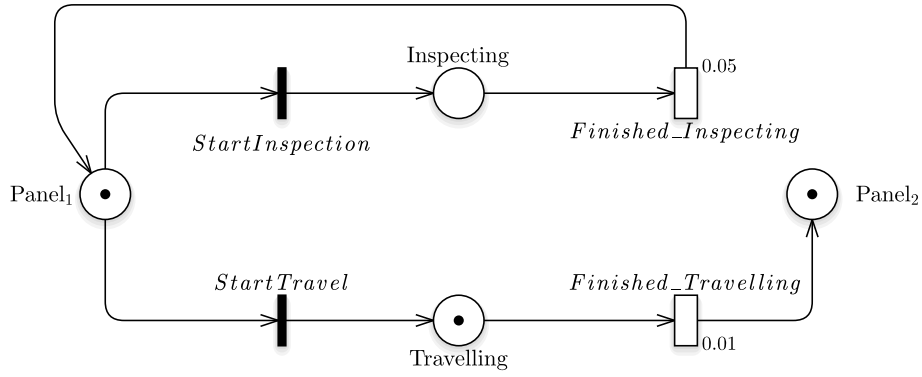 Inspecting
0.05
StartInspection
Finished_Inspecting
Panel₁
Panel₂
StartTravel
Finished_Travelling
Travelling
0.01